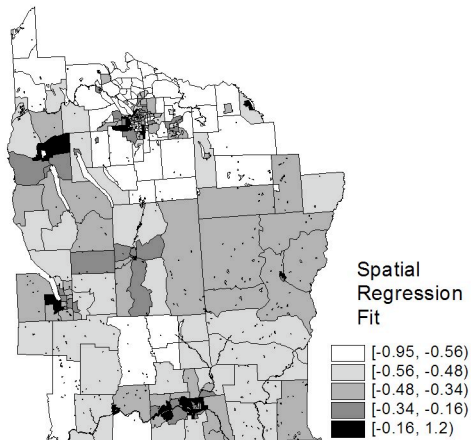 Spatial
Regression
Fit
[-0.95, -0.56)
[-0.56, -0.48)
[-0.48, -0.34)
[-0.34, -0.16)
[-0.16, 1.2)